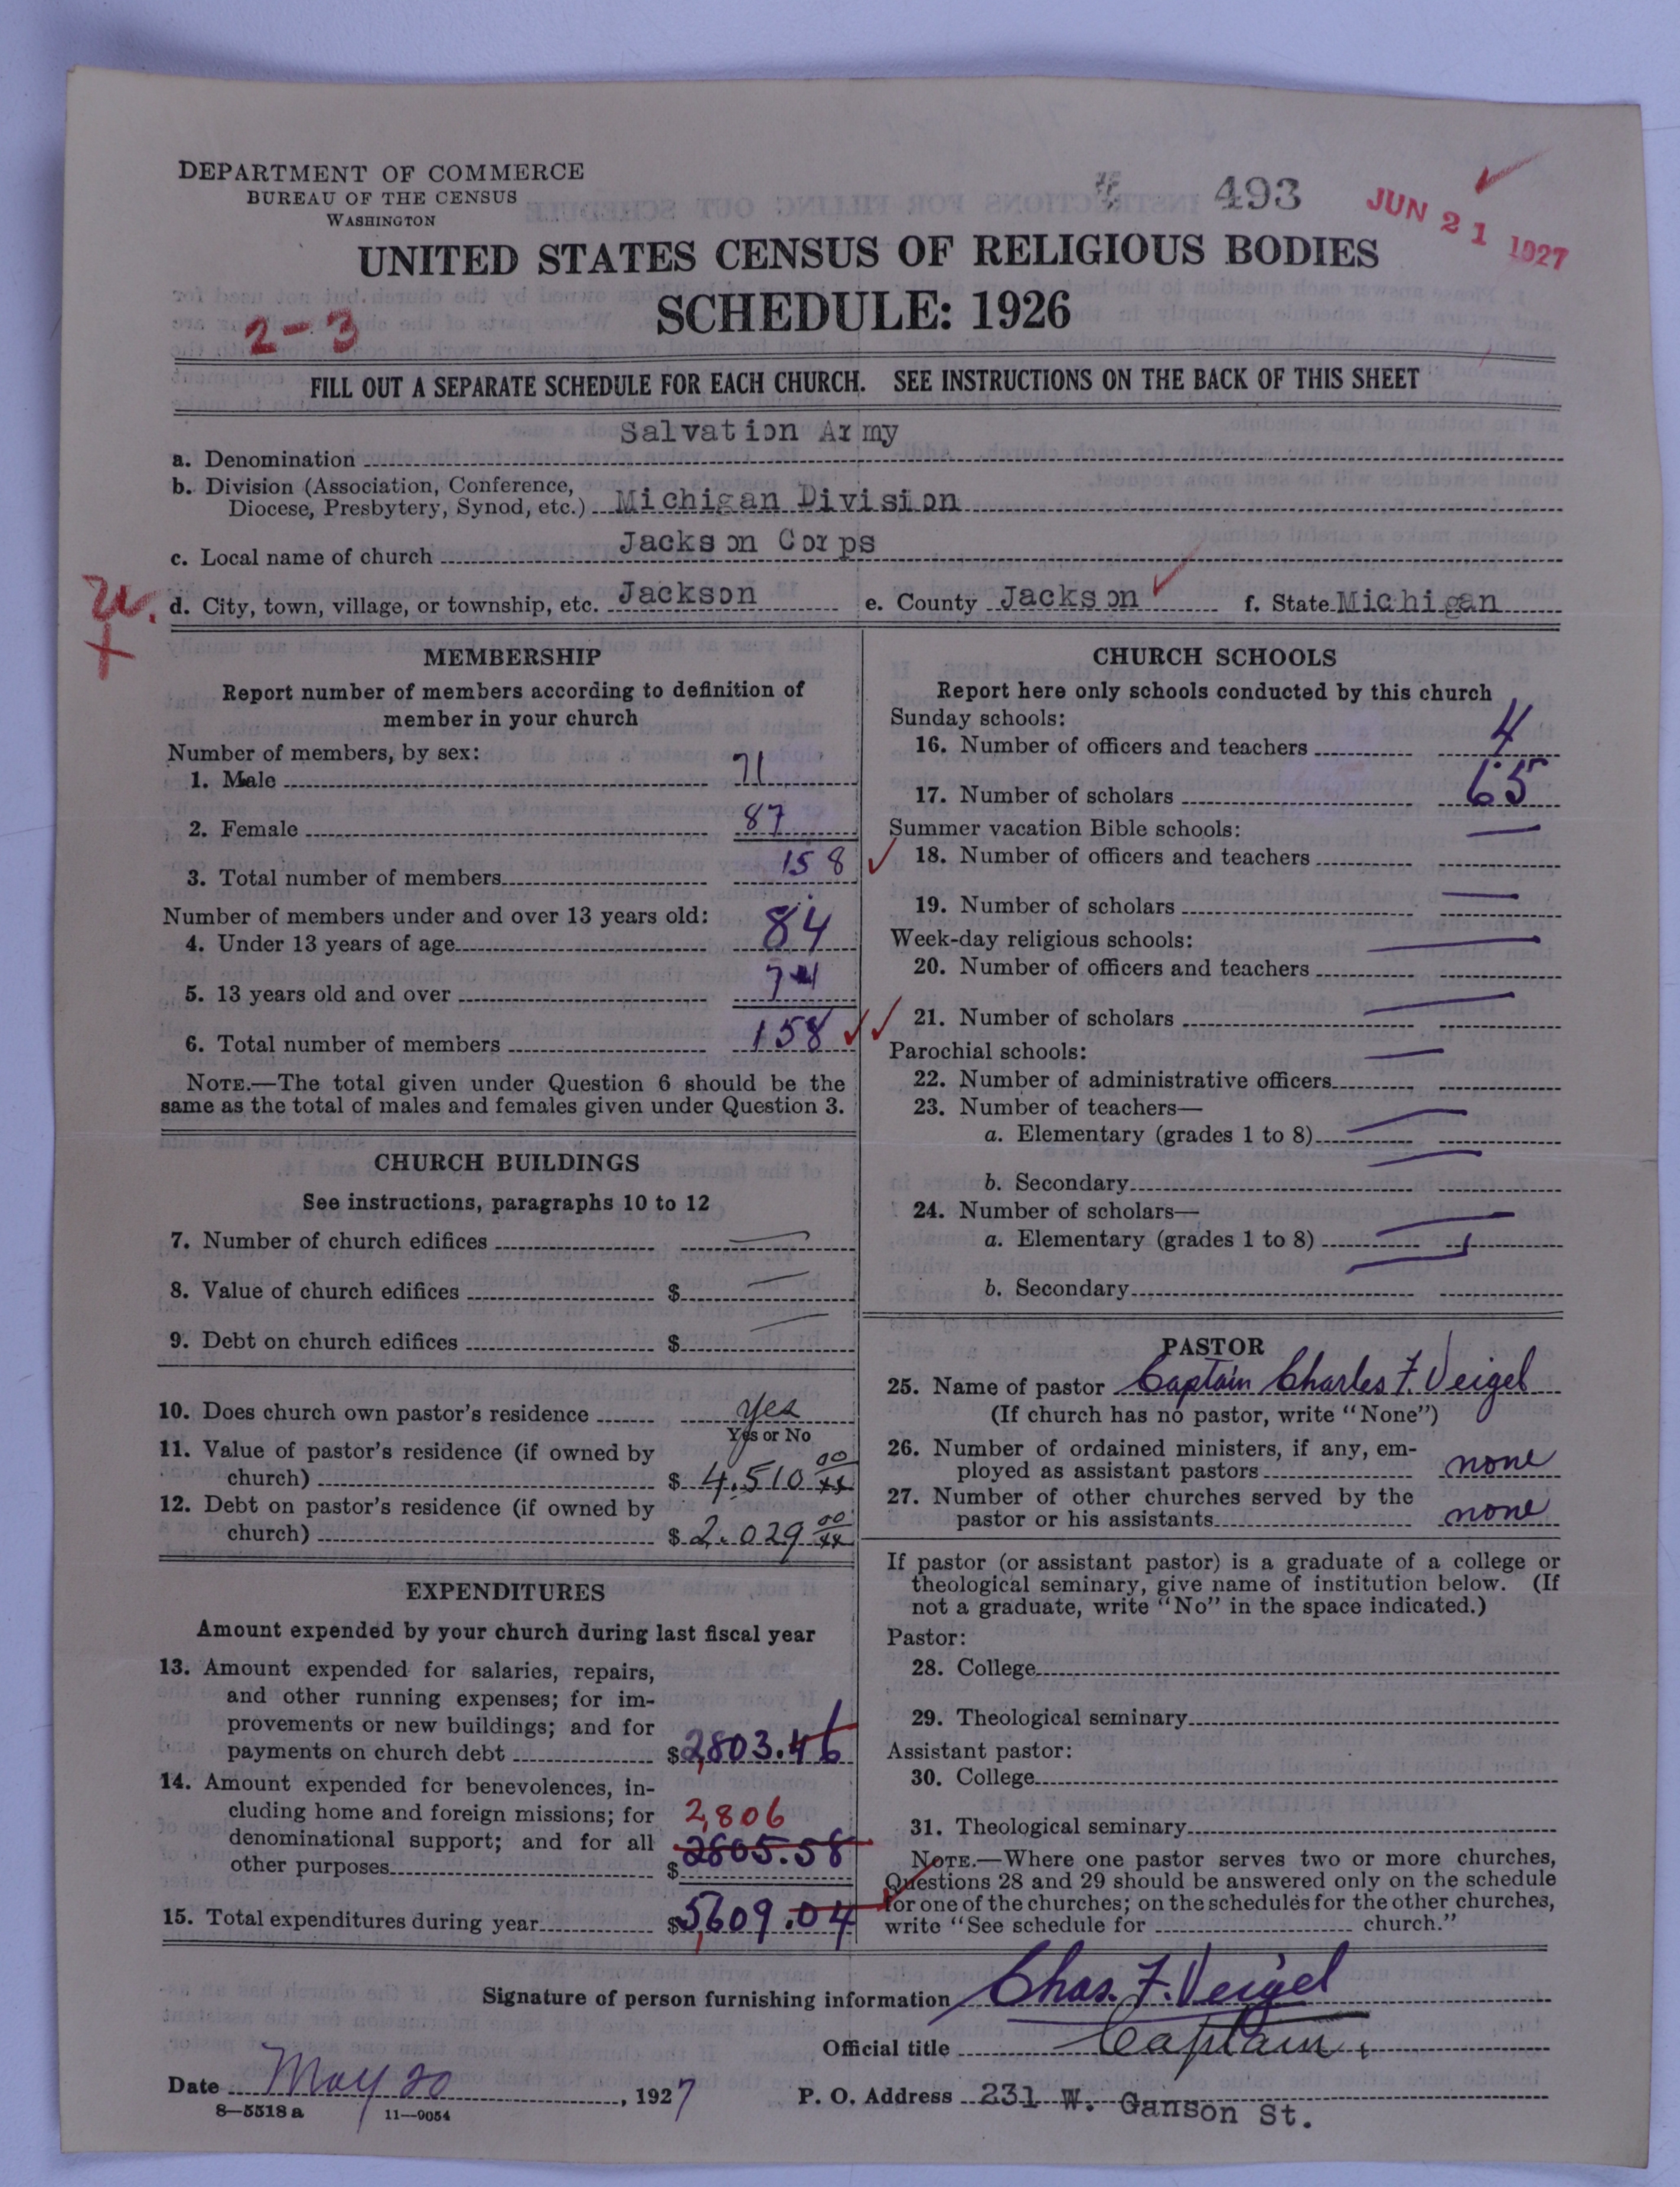 DEPARTMENT OF COMMERCE
BUREAU OF THE CENSUS
WASHINGTON
# 493
JUN 21 1927
UNITED STATES CENSUS OF RELIGIOUS BODIES
SCHEDULE: 1926
2-3
FILL OUT A SEPARATE SCHEDULE FOR EACH CHURCH. SEE INSTRUCTIONS ON THE BACK OF THIS SHEET
a. Denomination Salvation Army
b. Division (Association, Conference,
Diocese, Presbytery, Synod, etc.) Michigan Division
c. Local name of church Jackson Corps
d. City, town, village, or township, etc. Jackson e. County Jackson f. State Michigan
MEMBERSHIP
Report number of members according to definition of
member in your church
Number of members, by sex:
1. Male 71
2. Female 87
3. Total number of members 158
Number of members under and over 13 years old:
4. Under 13 years of age 84
5. 13 years old and over 74
6. Total number of members 158
NOTE.—The total given under Question 6 should be the
same as the total of males and females given under Question 3.
CHURCH BUILDINGS
See instructions, paragraphs 10 to 12
7. Number of church edifices —
8. Value of church edifices $ —
9. Debt on church edifices $ —
10. Does church own pastor's residence yes
Yes or No
11. Value of pastor's residence (if owned by
church) $ 4.510 00/xx
12. Debt on pastor's residence (if owned by
church) $ 2.029 00/xx
EXPENDITURES
Amount expended by your church during last fiscal year
13. Amount expended for salaries, repairs,
and other running expenses; for im-
provements or new buildings; and for
payments on church debt $2,803.46
14. Amount expended for benevolences, in-
cluding home and foreign missions; for 2,806
denominational support; and for all 2805.58
other purposes $
15. Total expenditures during year $5,609.04
CHURCH SCHOOLS
Report here only schools conducted by this church
Sunday schools:
16. Number of officers and teachers 4
17. Number of scholars 65
Summer vacation Bible schools:
18. Number of officers and teachers —
19. Number of scholars —
Week-day religious schools:
20. Number of officers and teachers —
21. Number of scholars —
Parochial schools:
22. Number of administrative officers —
23. Number of teachers—
a. Elementary (grades 1 to 8) —
b. Secondary —
24. Number of scholars—
a. Elementary (grades 1 to 8) —
b. Secondary —
PASTOR
25. Name of pastor Captain Charles F. Veigel
(If church has no pastor, write "None")
26. Number of ordained ministers, if any, em-
ployed as assistant pastors none
27. Number of other churches served by the
pastor or his assistants none
If pastor (or assistant pastor) is a graduate of a college or
theological seminary, give name of institution below. (If
not a graduate, write "No" in the space indicated.)
Pastor:
28. College
29. Theological seminary
Assistant pastor:
30. College
31. Theological seminary
NOTE.—Where one pastor serves two or more churches,
Questions 28 and 29 should be answered only on the schedule
for one of the churches; on the schedules for the other churches,
write "See schedule for church."
Signature of person furnishing information Chas. F. Veigel
Official title Captain.
Date May 20, 1927 P. O. Address 231 W. Ganson St.
8—5518 a 11—9054